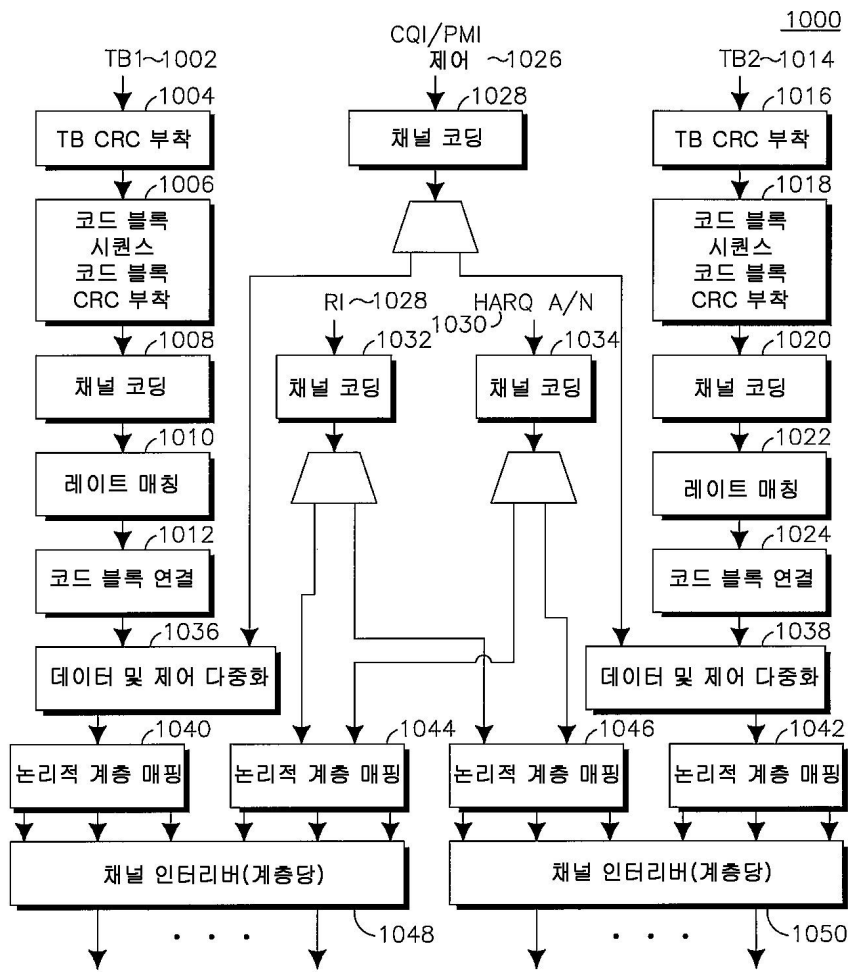 1000
CQI/PMI
TB1~1002
제어 ~1026
TB2~1014
1004
1028
1016
TB CRC 부착
채널 코딩
TB CRC 부착
1006
1018
코드 블록
시퀀스
코드 블록
CRC 부착
코드 블록
시퀀스
코드 블록
CRC 부착
RI~1028
1030
HARQ A/N
1008
1032
1034
1020
채널 코딩
채널 코딩
채널 코딩
채널 코딩
1010
1022
레이트 매칭
레이트 매칭
1012
1024
코드 블록 연결
코드 블록 연결
1036
1038
데이터 및 제어 다중화
데이터 및 제어 다중화
1040
1044
1046
1042
논리적 계층 매핑
논리적 계층 매핑
논리적 계층 매핑
논리적 계층 매핑
채널 인터리버(계층당)
채널 인터리버(계층당)
. . .
1048
. . .
1050